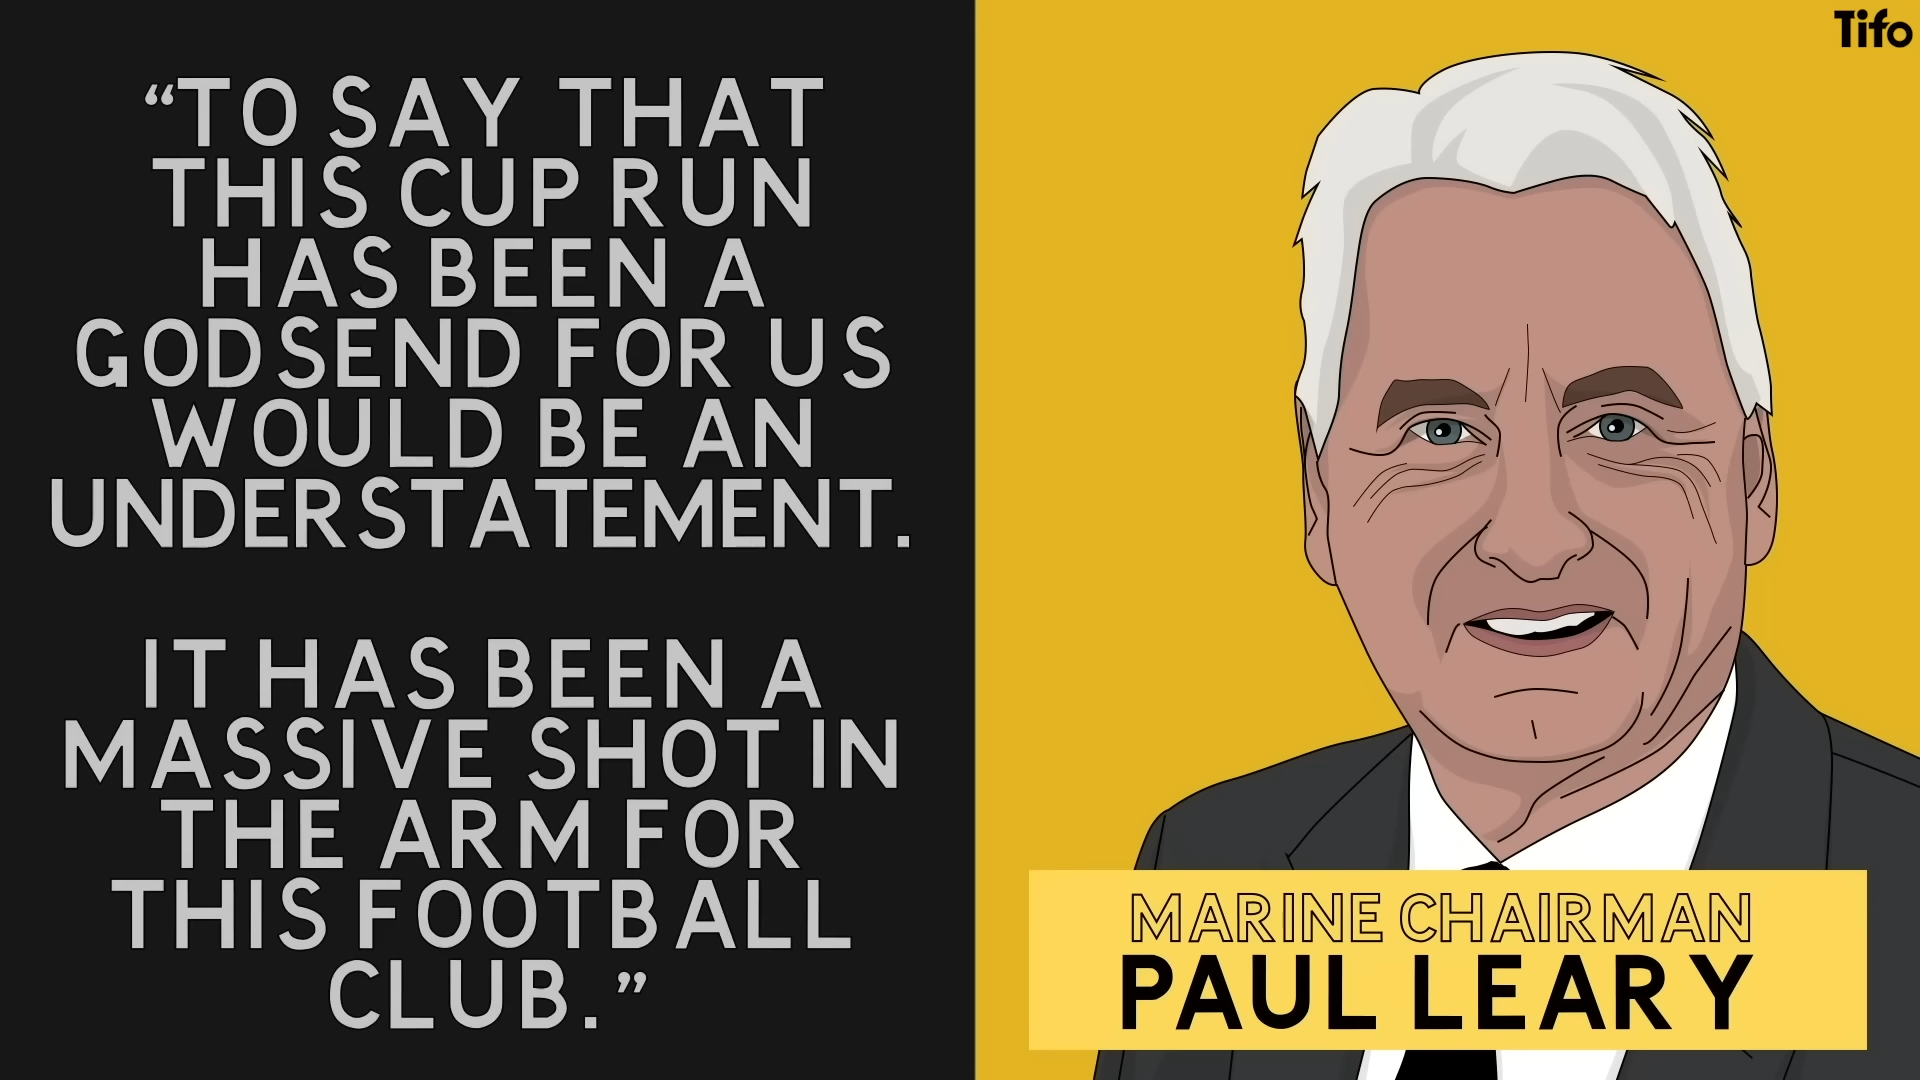 “TO SAY THAT
THIS CUP RUN
HAS BEEN A
GODSEND FOR US
WOULD BE AN
UNDERSTATEMENT.
IT HAS BEEN A
MASSIVE SHOT IN
THE ARM FOR
THIS FOOTBALL
CLUB.”
Tifo
MARINE CHAIRMAN
PAUL LEARY